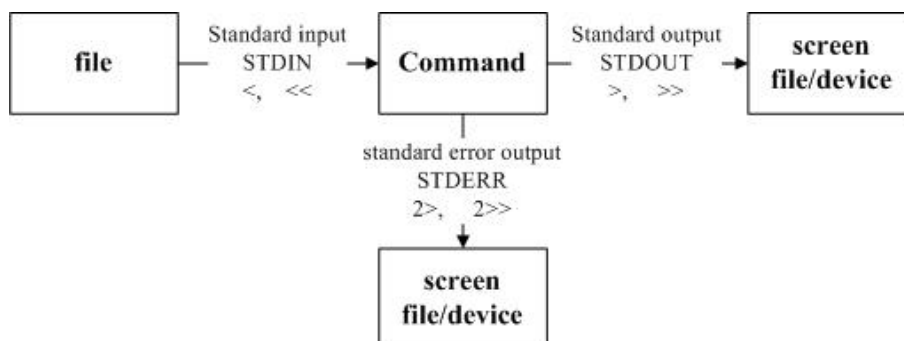 file
Standard input
STDIN
<, <<
Command
Standard output
STDOUT
>, >>
screen
file/device
standard error output
STDERR
2>, 2>>
screen
file/device